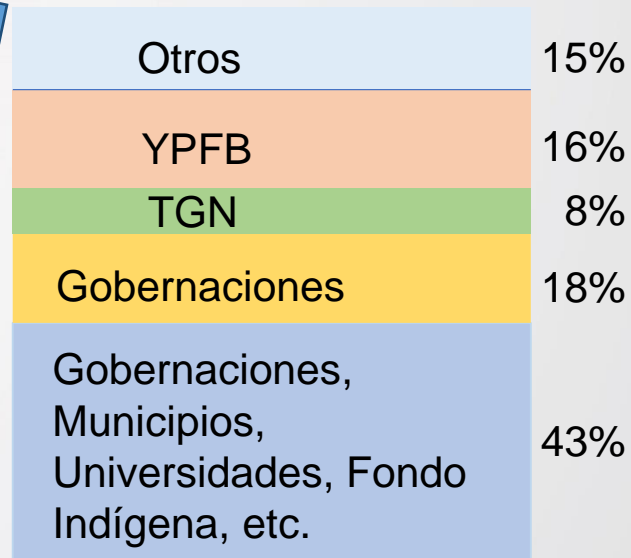 Otros 15%
YPFB 16%
TGN 8%
Gobernaciones 18%
Gobernaciones,
Municipios,
Universidades, Fondo
Indígena, etc.
43%